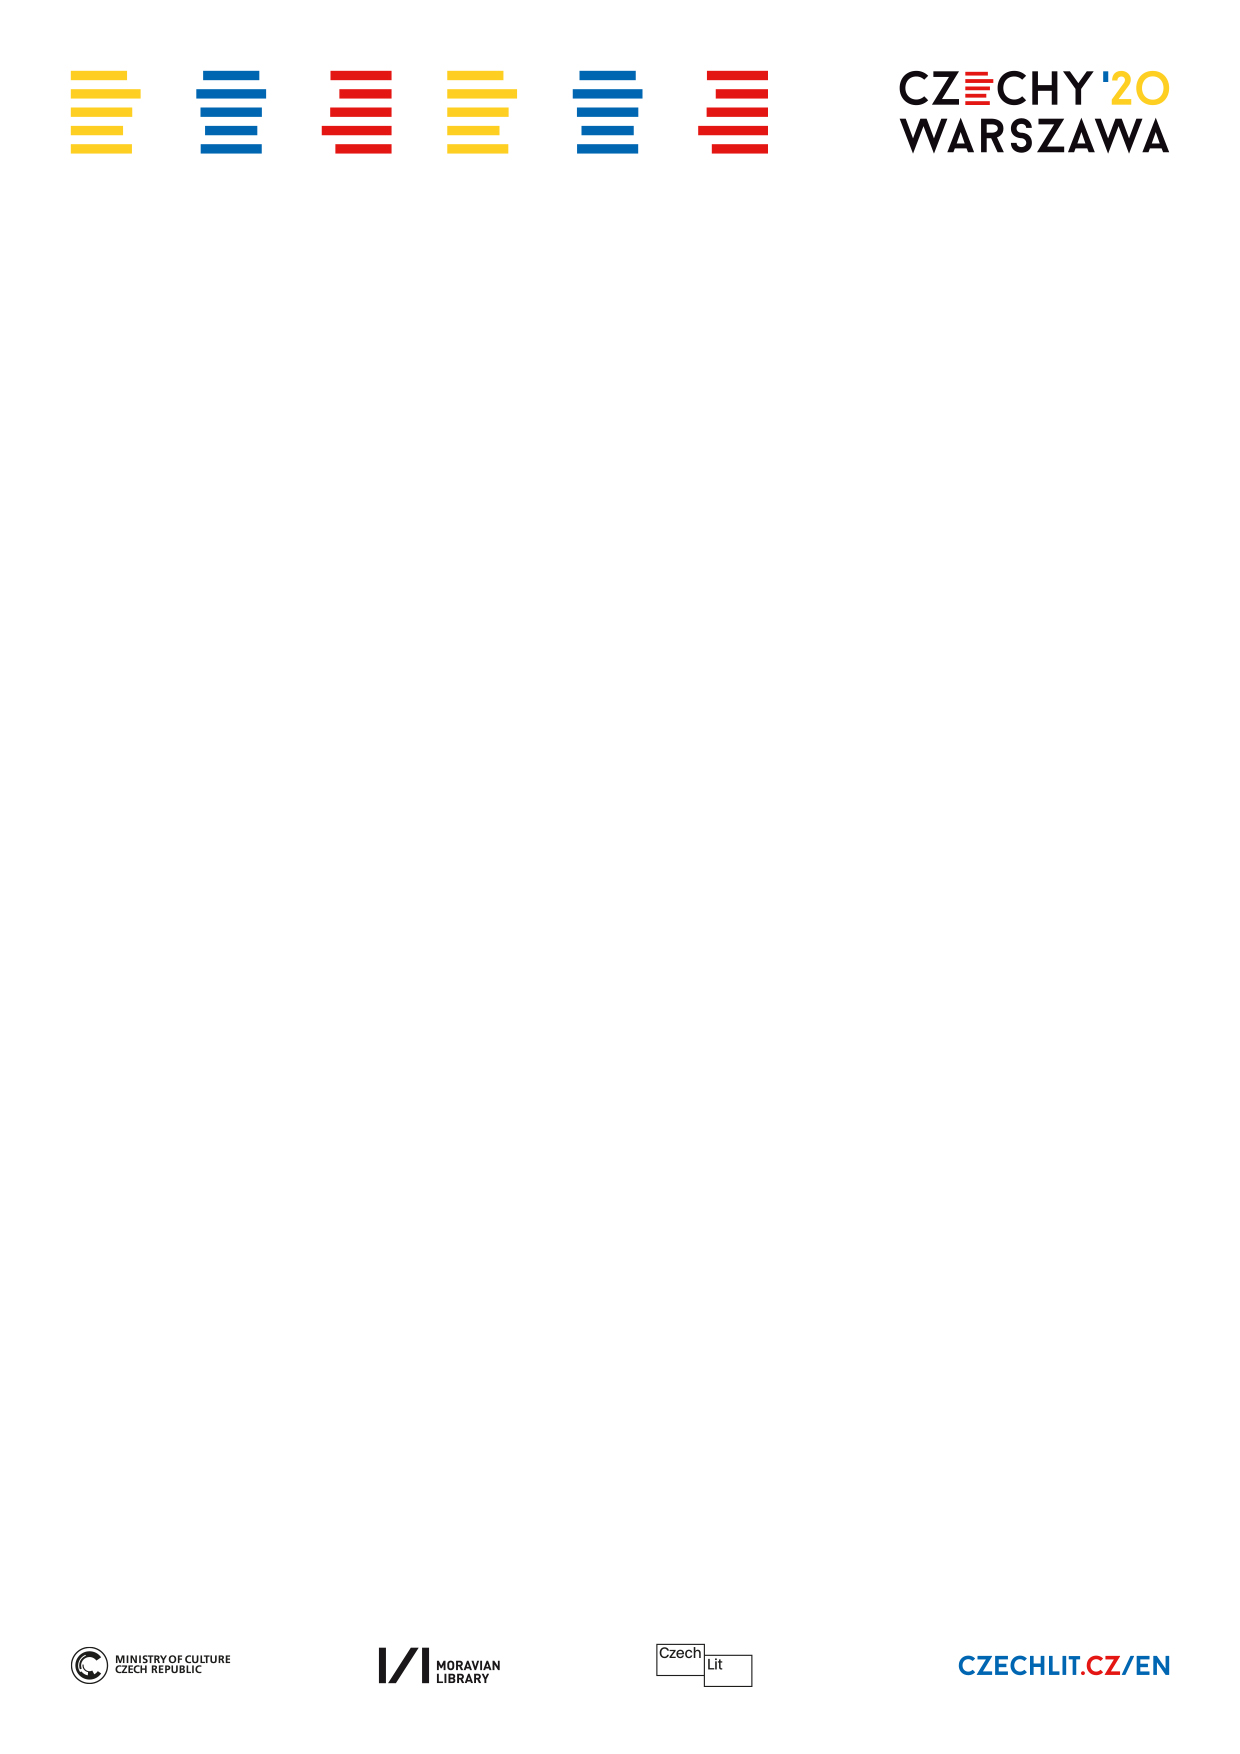 CZECHY '20
WARSZAWA
MINISTRY OF CULTURE
CZECH REPUBLIC
MORAVIAN
LIBRARY
Czech
Lit
CZECHLIT.CZ/EN